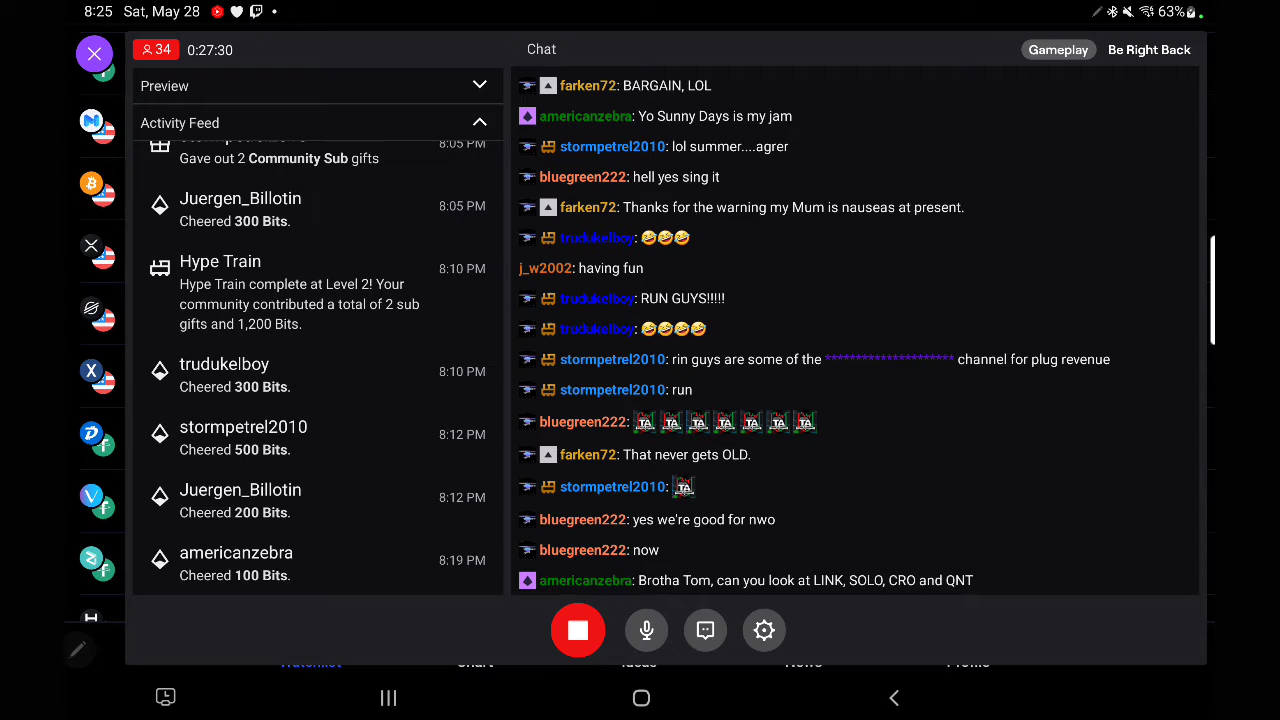 8:25 Sat, May 28
63%
34 0:27:30
Chat
Gameplay Be Right Back
Preview
Activity Feed
8:05 PM
Gave out 2 Community Sub gifts
Juergen_Billotin
Cheered 300 Bits.
8:05 PM
Hype Train
Hype Train complete at Level 2! Your
community contributed a total of 2 sub
gifts and 1,200 Bits.
8:10 PM
trudukelboy
Cheered 300 Bits.
8:10 PM
stormpetrel2010
Cheered 500 Bits.
8:12 PM
Juergen_Billotin
Cheered 200 Bits.
8:12 PM
americanzebra
Cheered 100 Bits.
8:19 PM
farken72: BARGAIN, LOL
americanzebra: Yo Sunny Days is my jam
stormpetrel2010: lol summer....agrer
bluegreen222: hell yes sing it
farken72: Thanks for the warning my Mum is nauseas at present.
trudukelboy: 🤣🤣🤣
j_w2002: having fun
trudukelboy: RUN GUYS!!!!!
trudukelboy: 🤣🤣🤣🤣
stormpetrel2010: rin guys are some of the ********************* channel for plug revenue
stormpetrel2010: run
bluegreen222: TA TA TA TA TA TA TA
farken72: That never gets OLD.
stormpetrel2010: TA
bluegreen222: yes we're good for nwo
bluegreen222: now
americanzebra: Brotha Tom, can you look at LINK, SOLO, CRO and QNT